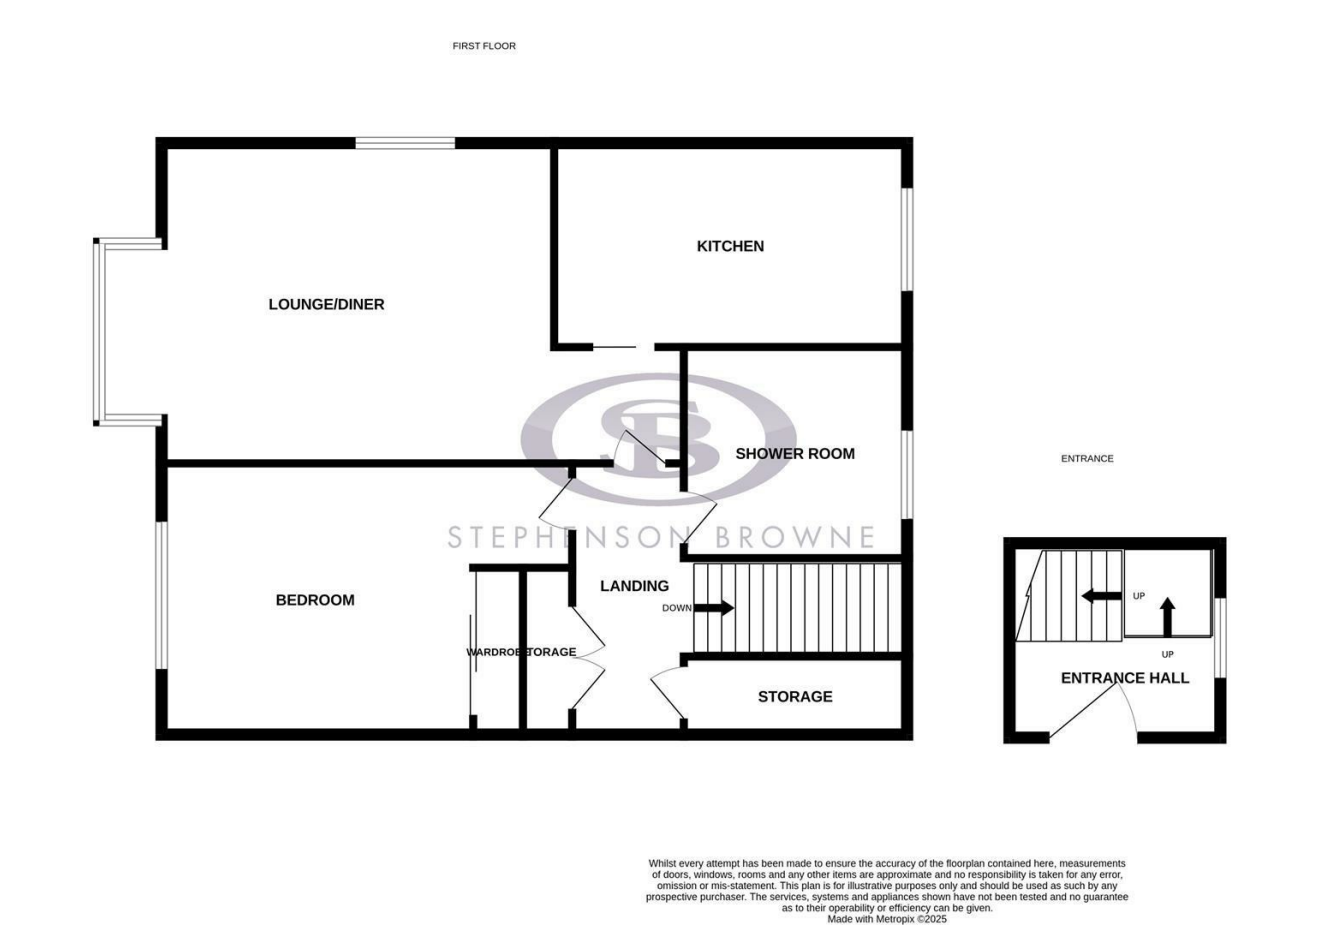 FIRST FLOOR
KITCHEN
LOUNGE/DINER
SB
SHOWER ROOM
ENTRANCE
STEPHENSON BROWNE
LANDING
BEDROOM
DOWN
UP
WARDROBE
STORAGE
UP
ENTRANCE HALL
STORAGE
Whilst every attempt has been made to ensure the accuracy of the floorplan contained here, measurements
of doors, windows, rooms and any other items are approximate and no responsibility is taken for any error,
omission or mis-statement. This plan is for illustrative purposes only and should be used as such by any
prospective purchaser. The services, systems and appliances shown have not been tested and no guarantee
as to their operability or efficiency can be given.
Made with Metropix ©2025